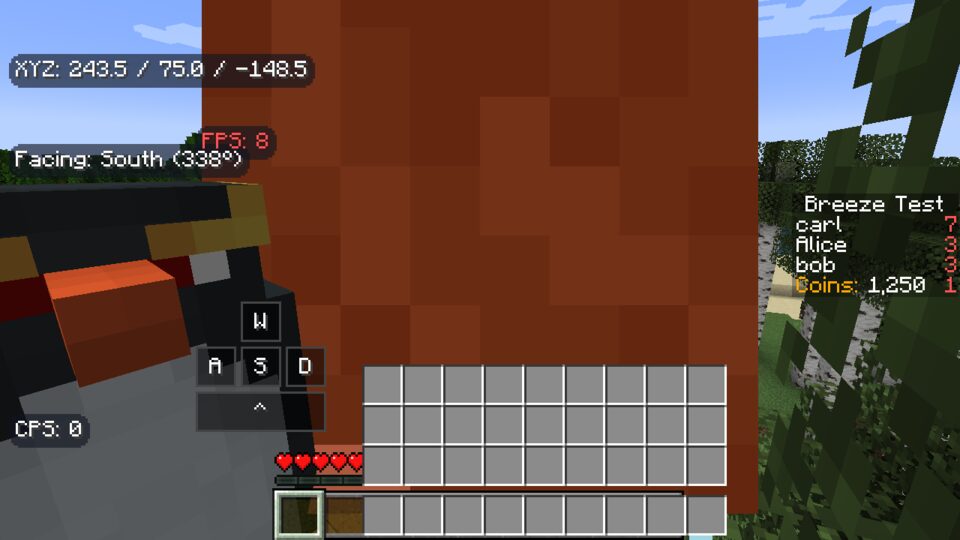 XYZ: 243.5 / 75.0 / -148.5
FPS: 8
Facing: South (338°)
Breeze Test
carl 7
Alice 3
bob 3
Coins: 1,250 1
W
A S D
^
CPS: 0